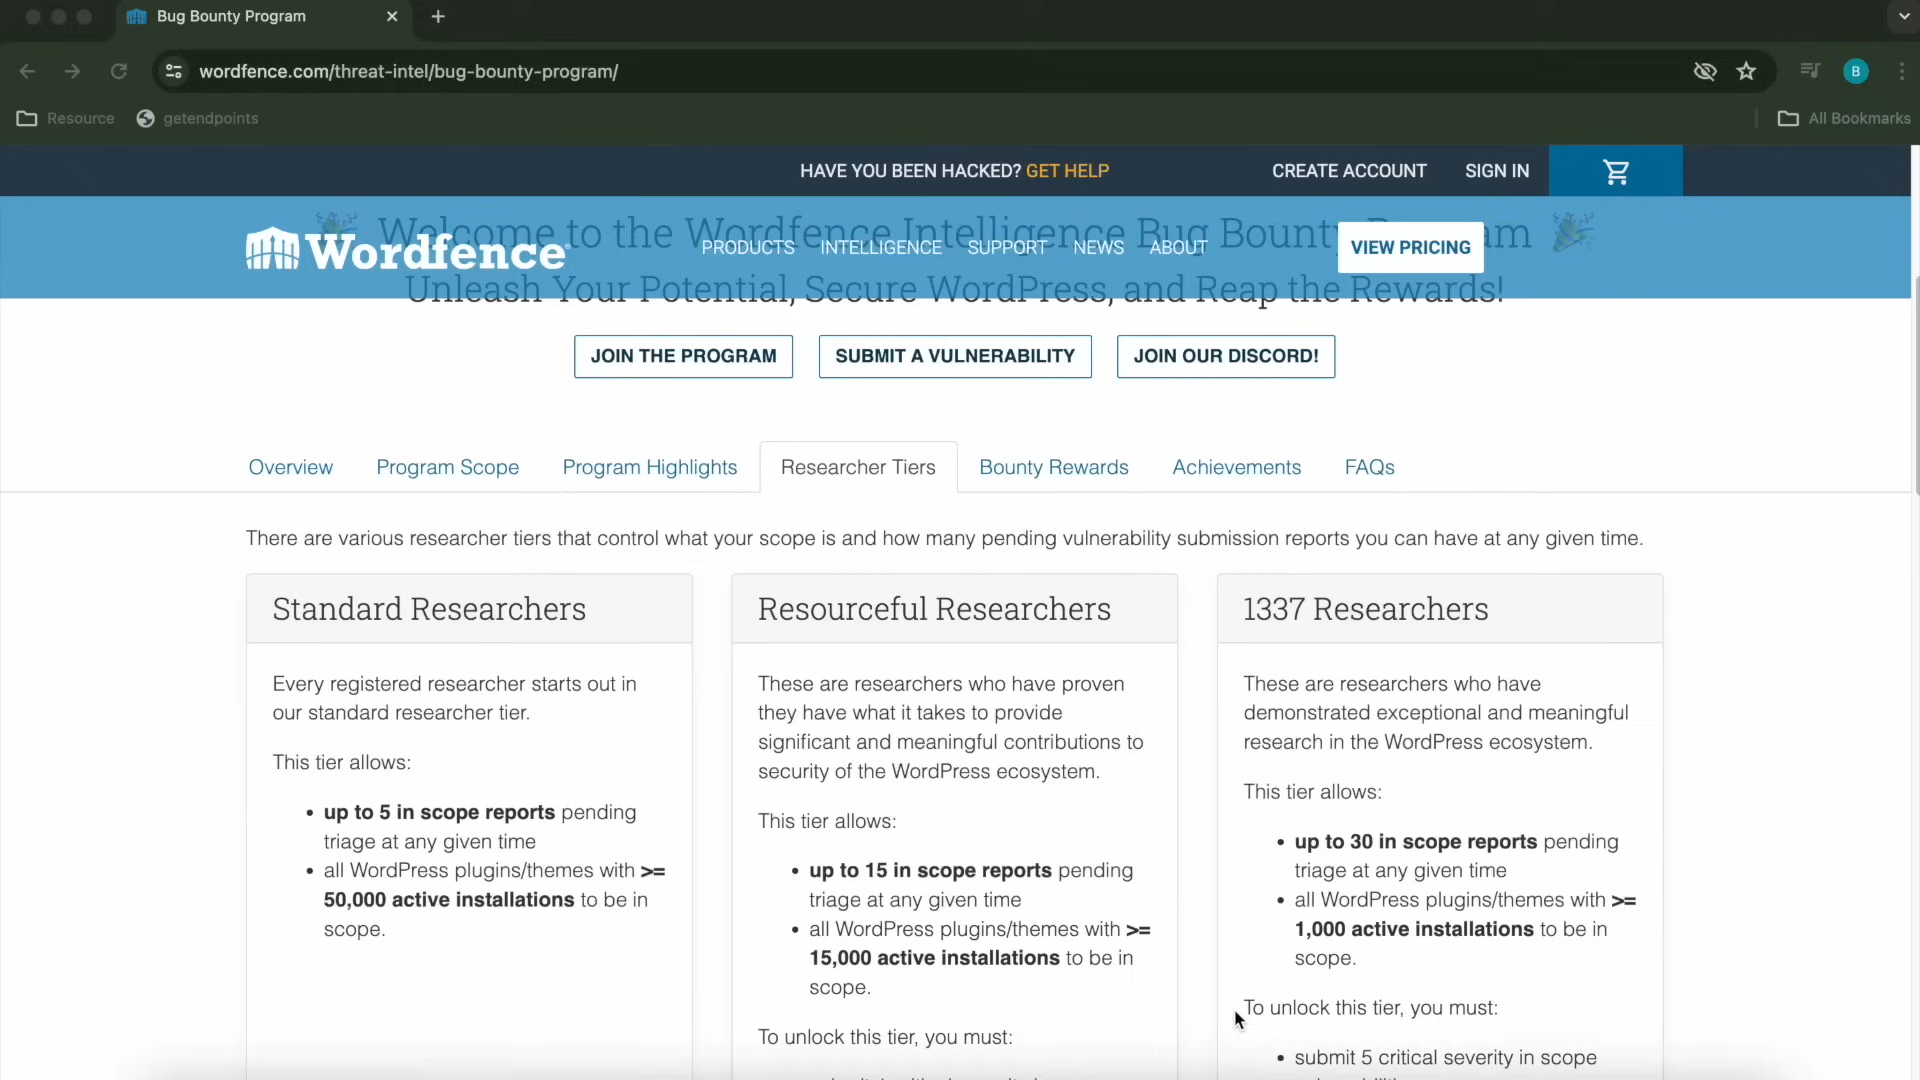 Bug Bounty Program
wordfence.com/threat-intel/bug-bounty-program/
B
Resource
getendpoints
All Bookmarks
HAVE YOU BEEN HACKED? GET HELP
CREATE ACCOUNT
SIGN IN
Welcome to the Wordfence Intelligence Bug Bounty Program
Wordfence
PRODUCTS
INTELLIGENCE
SUPPORT
NEWS
ABOUT
VIEW PRICING
Unleash Your Potential, Secure WordPress, and Reap the Rewards!
JOIN THE PROGRAM
SUBMIT A VULNERABILITY
JOIN OUR DISCORD!
Overview
Program Scope
Program Highlights
Researcher Tiers
Bounty Rewards
Achievements
FAQs
There are various researcher tiers that control what your scope is and how many pending vulnerability submission reports you can have at any given time.
Standard Researchers
Every registered researcher starts out in
our standard researcher tier.
This tier allows:
• up to 5 in scope reports pending
triage at any given time
• all WordPress plugins/themes with >=
50,000 active installations to be in
scope.
Resourceful Researchers
These are researchers who have proven
they have what it takes to provide
significant and meaningful contributions to
security of the WordPress ecosystem.
This tier allows:
• up to 15 in scope reports pending
triage at any given time
• all WordPress plugins/themes with >=
15,000 active installations to be in
scope.
To unlock this tier, you must:
1337 Researchers
These are researchers who have
demonstrated exceptional and meaningful
research in the WordPress ecosystem.
This tier allows:
• up to 30 in scope reports pending
triage at any given time
• all WordPress plugins/themes with >=
1,000 active installations to be in
scope.
To unlock this tier, you must:
• submit 5 critical severity in scope